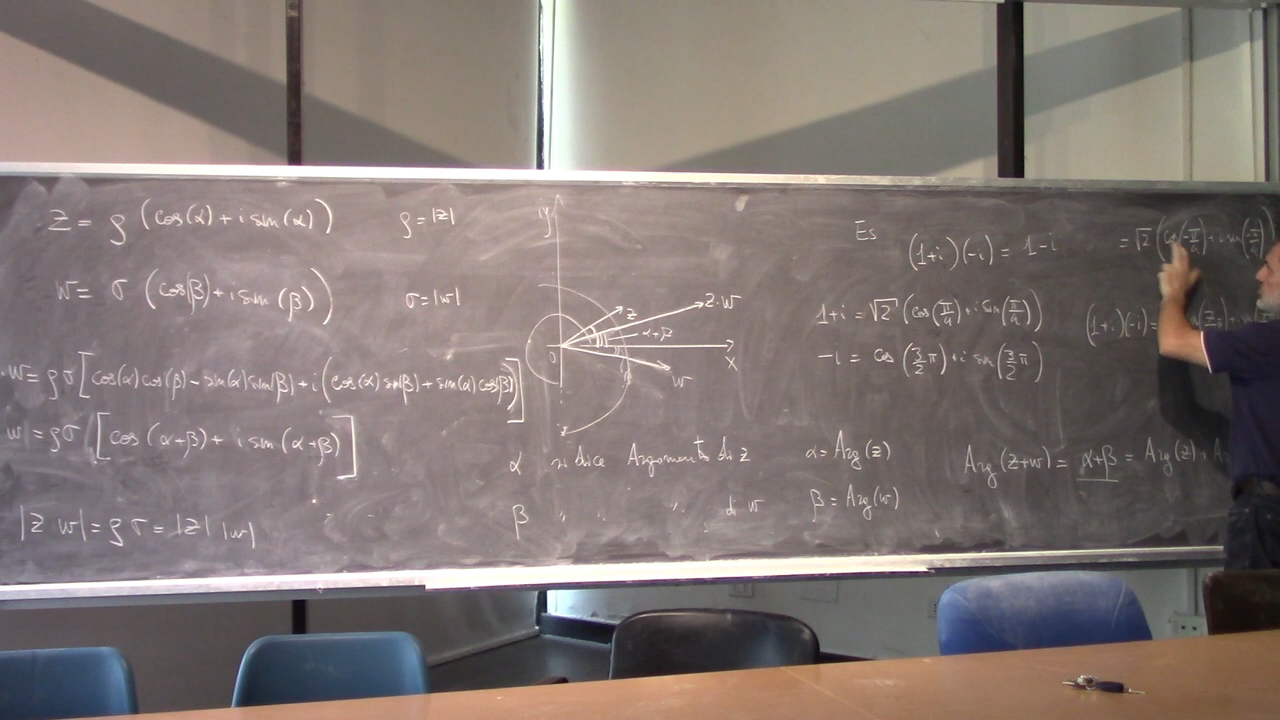 z = ρ (cos(α) + i sin(α))
ρ = |z|
w = σ (cos(β) + i sin(β))
σ = |w|
·w = ρσ [cos(α)cos(β) - sin(α)sin(β) + i (cos(α) sin(β) + sin(α) cos(β))]
w| = ρσ [cos(α+β) + i sin(α+β)]
|z w| = ρσ = |z| |w|
iy
z
z·w
α+β
β
0
x
w
α si dice Argomento di z
α = Arg(z)
β " " " di w
β = Arg(w)
Es
(1+i)(-i) = 1-i
= √2 (cos(-π/4) + i sin(-π/4))
1+i = √2 (cos(π/4) + i sin(π/4))
-i = cos(3/2 π) + i sin(3/2 π)
(1+i)(-i) =
Arg(z+w) = α+β = Arg(z) + A